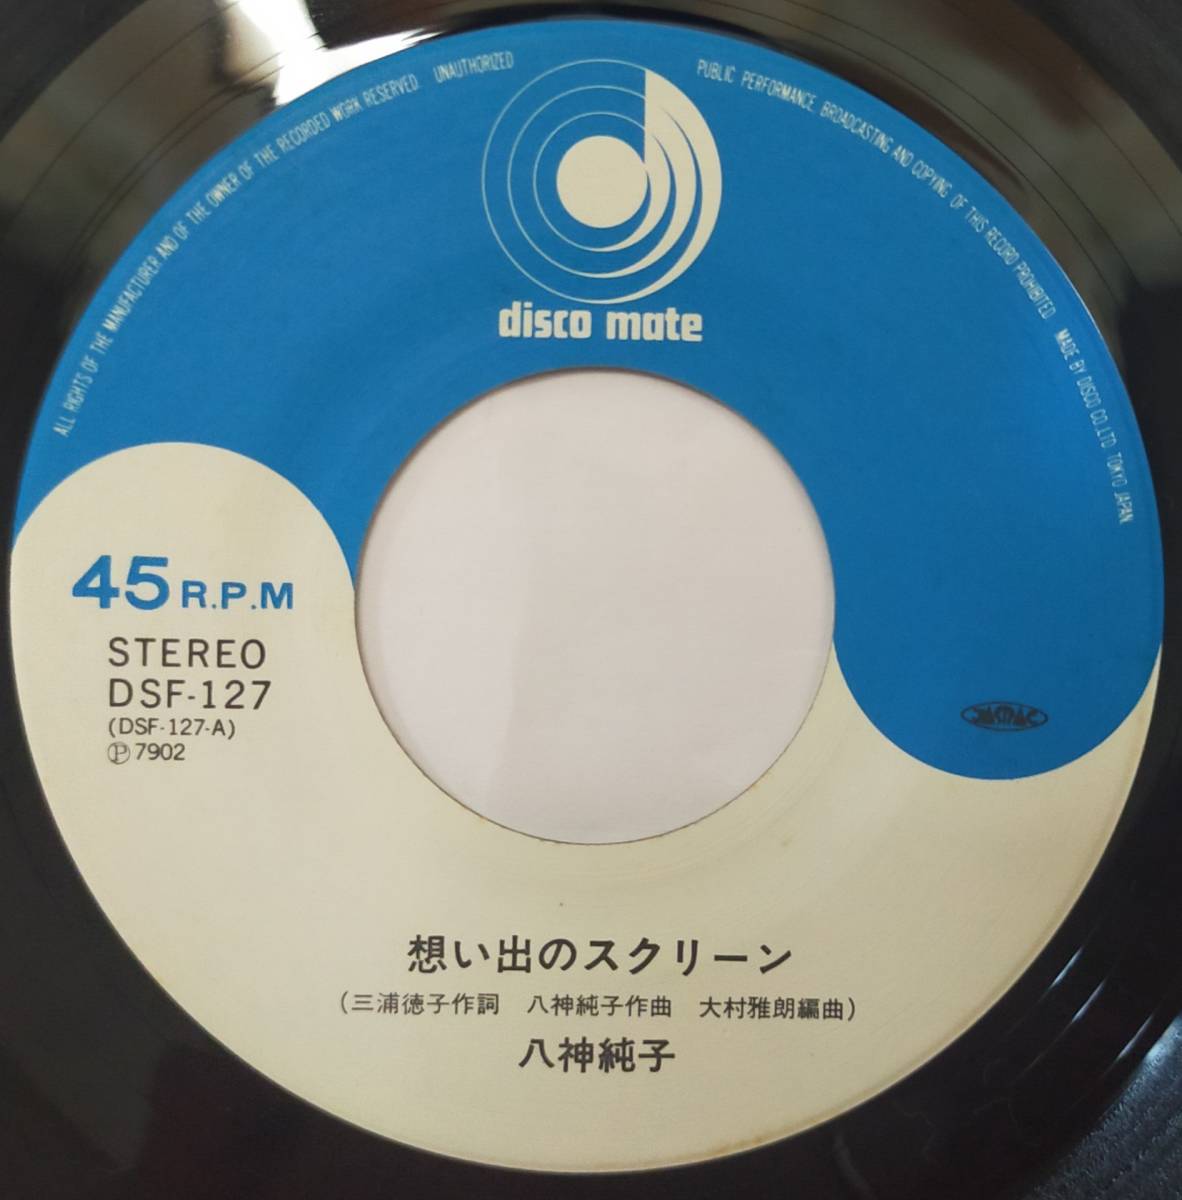 ALL RIGHTS OF THE MANUFACTURER AND OF THE OWNER OF THE RECORDED WORK RESERVED. UNAUTHORIZED PUBLIC PERFORMANCE. BROADCASTING AND COPYING OF THIS RECORD PROHIBITED. MADE BY DISCO CO.,LTD. TOKYO JAPAN
disco mate
45 R.P.M
STEREO
DSF-127
(DSF-127-A)
Ⓟ7902
想い出のスクリーン
(三浦徳子作詞 八神純子作曲 大村雅朗編曲)
八神純子